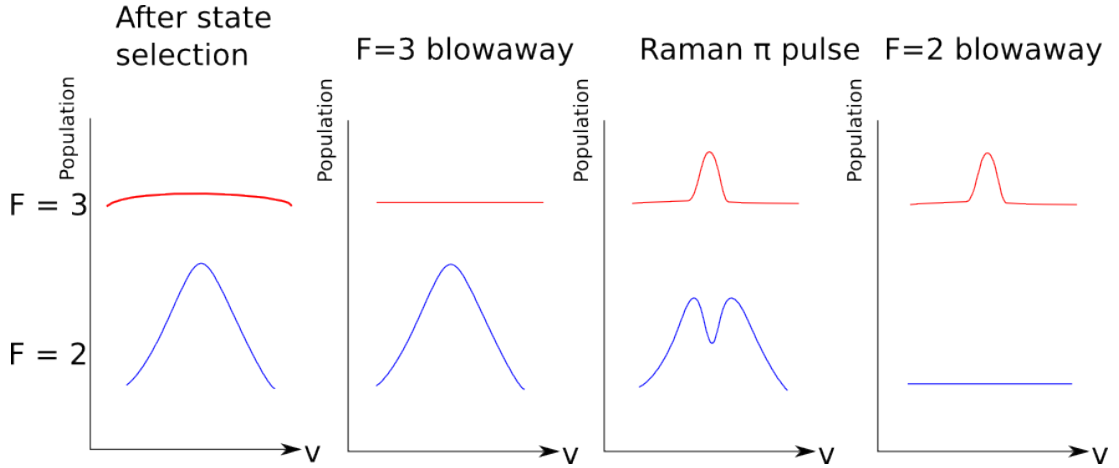 After state
selection
F=3 blowaway
Raman π pulse
F=2 blowaway
Population
Population
Population
Population
F = 3
F = 2
v
v
v
v